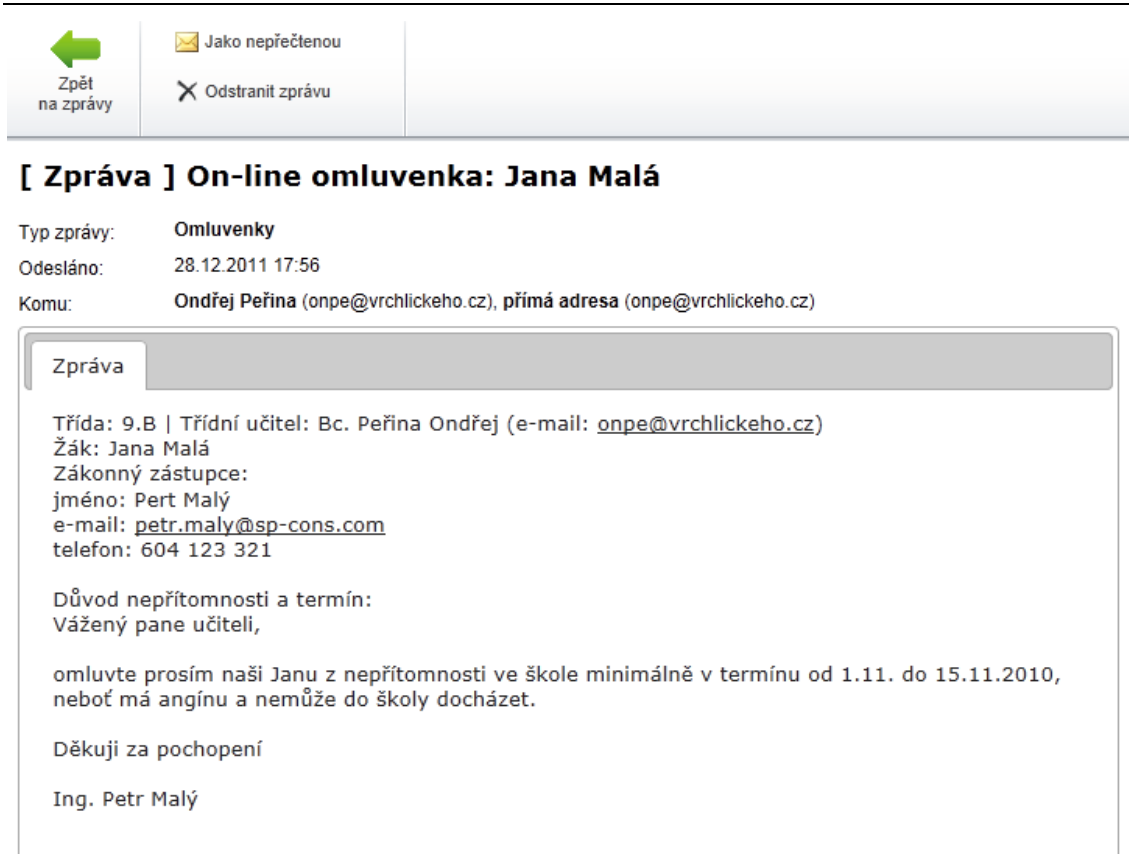 Zpět
na zprávy
Jako nepřečtenou
Odstranit zprávu
[ Zpráva ] On-line omluvenka: Jana Malá
Typ zprávy: Omluvenky
Odesláno: 28.12.2011 17:56
Komu: Ondřej Peřina (onpe@vrchlickeho.cz), přímá adresa (onpe@vrchlickeho.cz)
Zpráva
Třída: 9.B | Třídní učitel: Bc. Peřina Ondřej (e-mail: onpe@vrchlickeho.cz)
Žák: Jana Malá
Zákonný zástupce:
jméno: Pert Malý
e-mail: petr.maly@sp-cons.com
telefon: 604 123 321
Důvod nepřítomnosti a termín:
Vážený pane učiteli,
omluvte prosím naši Janu z nepřítomnosti ve škole minimálně v termínu od 1.11. do 15.11.2010,
neboť má angínu a nemůže do školy docházet.
Děkuji za pochopení
Ing. Petr Malý